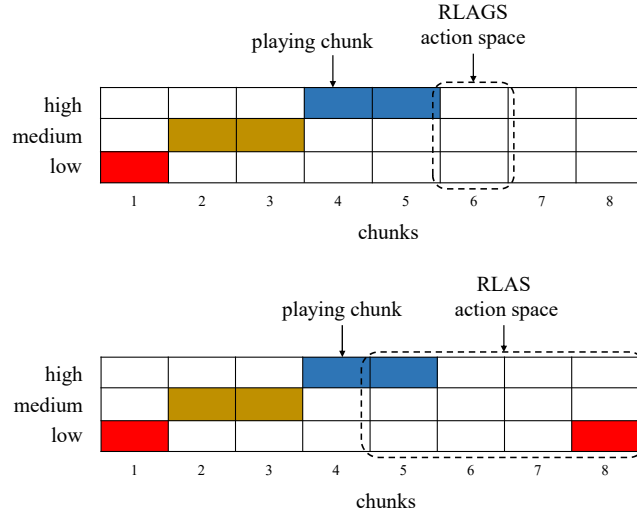 RLAGS
action space
playing chunk
high
medium
low
1 2 3 4 5 6 7 8
chunks
RLAS
action space
playing chunk
high
medium
low
1 2 3 4 5 6 7 8
chunks